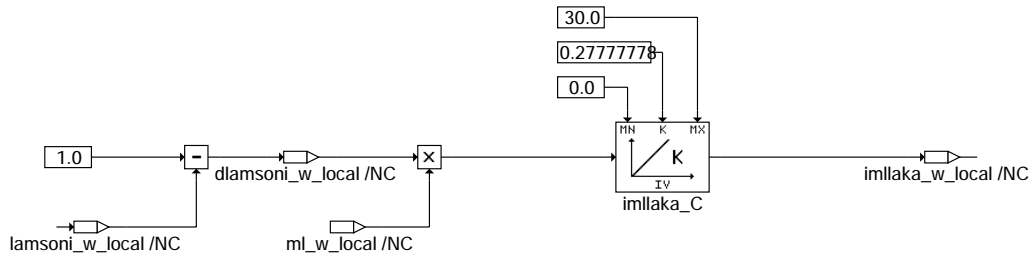 30.0
0.27777778
0.0
MN K MX
K
IV
imllaka_C
1.0
-
dlamsoni_w_local /NC
x
imllaka_w_local /NC
lamsoni_w_local /NC
ml_w_local /NC